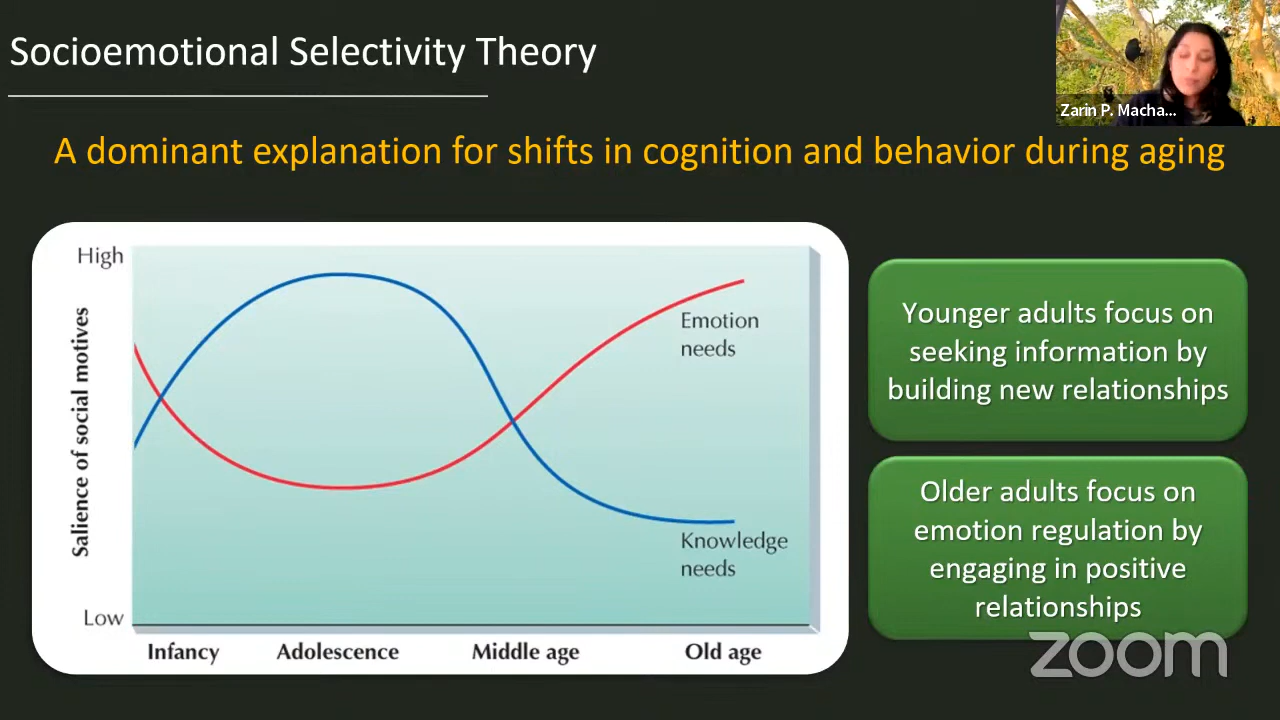 Socioemotional Selectivity Theory
Zarin P. Macha...
A dominant explanation for shifts in cognition and behavior during aging
High
Salience of social motives
Low
Emotion
needs
Knowledge
needs
Infancy
Adolescence
Middle age
Old age
Younger adults focus on
seeking information by
building new relationships
Older adults focus on
emotion regulation by
engaging in positive
relationships
zoom